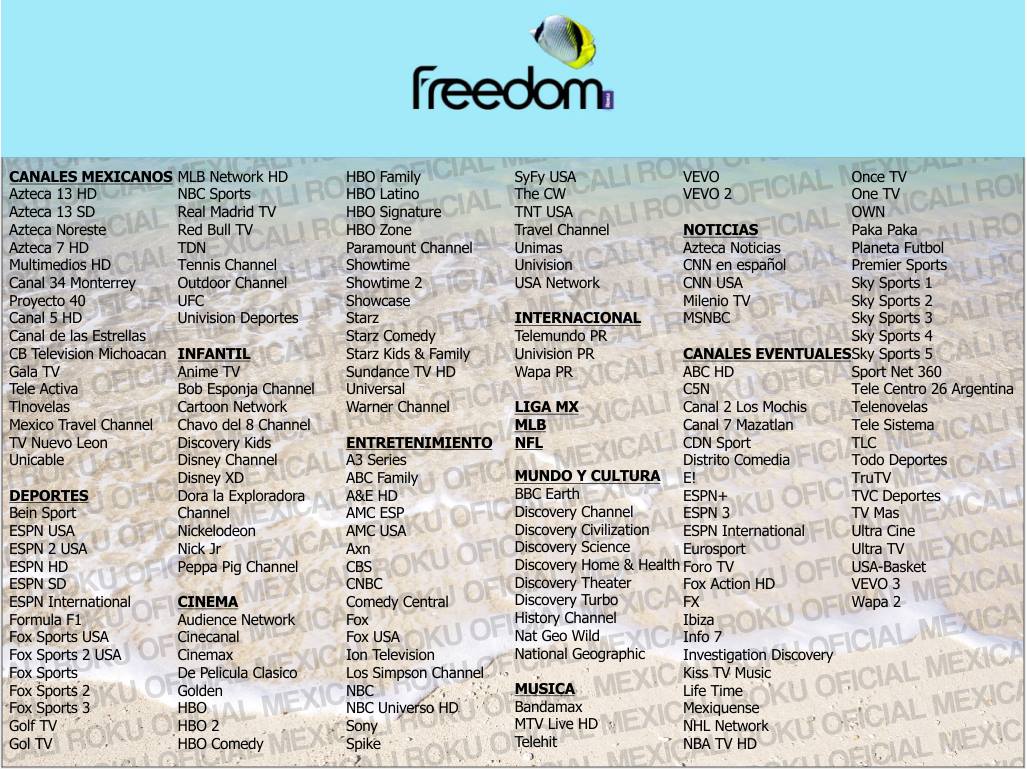 freedom
CANALES MEXICANOS
Azteca 13 HD
Azteca 13 SD
Azteca Noreste
Azteca 7 HD
Multimedios HD
Canal 34 Monterrey
Proyecto 40
Canal 5 HD
Canal de las Estrellas
CB Television Michoacan
Gala TV
Tele Activa
Tlnovelas
Mexico Travel Channel
TV Nuevo Leon
Unicable
DEPORTES
Bein Sport
ESPN USA
ESPN 2 USA
ESPN HD
ESPN SD
ESPN International
Formula F1
Fox Sports USA
Fox Sports 2 USA
Fox Sports
Fox Sports 2
Fox Sports 3
Golf TV
Gol TV
MLB Network HD
NBC Sports
Real Madrid TV
Red Bull TV
TDN
Tennis Channel
Outdoor Channel
UFC
Univision Deportes
INFANTIL
Anime TV
Bob Esponja Channel
Cartoon Network
Chavo del 8 Channel
Discovery Kids
Disney Channel
Disney XD
Dora la Exploradora
Channel
Nickelodeon
Nick Jr
Peppa Pig Channel
CINEMA
Audience Network
Cinecanal
Cinemax
De Pelicula Clasico
Golden
HBO
HBO 2
HBO Comedy
HBO Family
HBO Latino
HBO Signature
HBO Zone
Paramount Channel
Showtime
Showtime 2
Showcase
Starz
Starz Comedy
Starz Kids & Family
Sundance TV HD
Universal
Warner Channel
ENTRETENIMIENTO
A3 Series
ABC Family
A&E HD
AMC ESP
AMC USA
Axn
CBS
CNBC
Comedy Central
Fox
Fox USA
Ion Television
Los Simpson Channel
NBC
NBC Universo HD
Sony
Spike
SyFy USA
The CW
TNT USA
Travel Channel
Unimas
Univision
USA Network
INTERNACIONAL
Telemundo PR
Univision PR
Wapa PR
LIGA MX
MLB
NFL
MUNDO Y CULTURA
BBC Earth
Discovery Channel
Discovery Civilization
Discovery Science
Discovery Home & Health
Discovery Theater
Discovery Turbo
History Channel
Nat Geo Wild
National Geographic
MUSICA
Bandamax
MTV Live HD
Telehit
VEVO
VEVO 2
NOTICIAS
Azteca Noticias
CNN en español
CNN USA
Milenio TV
MSNBC
CANALES EVENTUALES
ABC HD
C5N
Canal 2 Los Mochis
Canal 7 Mazatlan
CDN Sport
Distrito Comedia
E!
ESPN+
ESPN 3
ESPN International
Eurosport
Foro TV
Fox Action HD
FX
Ibiza
Info 7
Investigation Discovery
Kiss TV Music
Life Time
Mexiquense
NHL Network
NBA TV HD
Once TV
One TV
OWN
Paka Paka
Planeta Futbol
Premier Sports
Sky Sports 1
Sky Sports 2
Sky Sports 3
Sky Sports 4
Sky Sports 5
Sport Net 360
Tele Centro 26 Argentina
Telenovelas
Tele Sistema
TLC
Todo Deportes
TruTV
TVC Deportes
TV Mas
Ultra Cine
Ultra TV
USA-Basket
VEVO 3
Wapa 2
MEXICALI ROKU OFICIAL